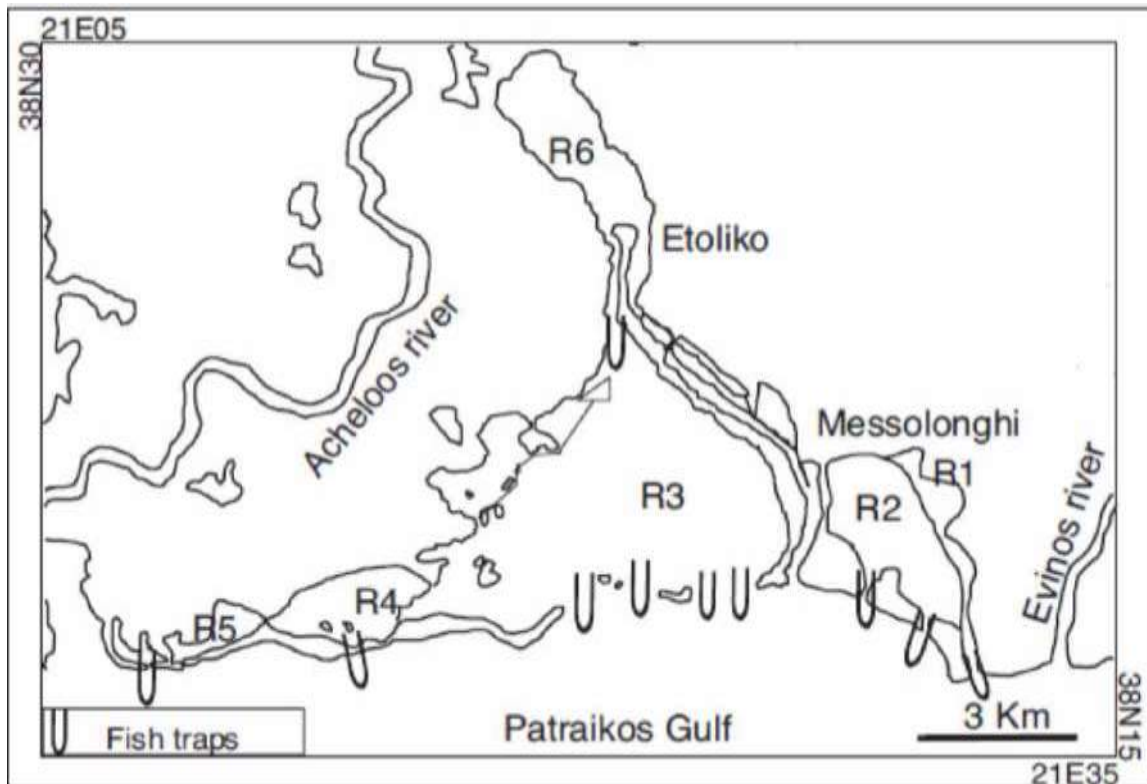 21E05
38N30
R6
Etoliko
Acheloos river
Messolonghi
R1
R2
R3
Evinos river
R4
R5
38N15
3 Km
Patraikos Gulf
Fish traps
21E35